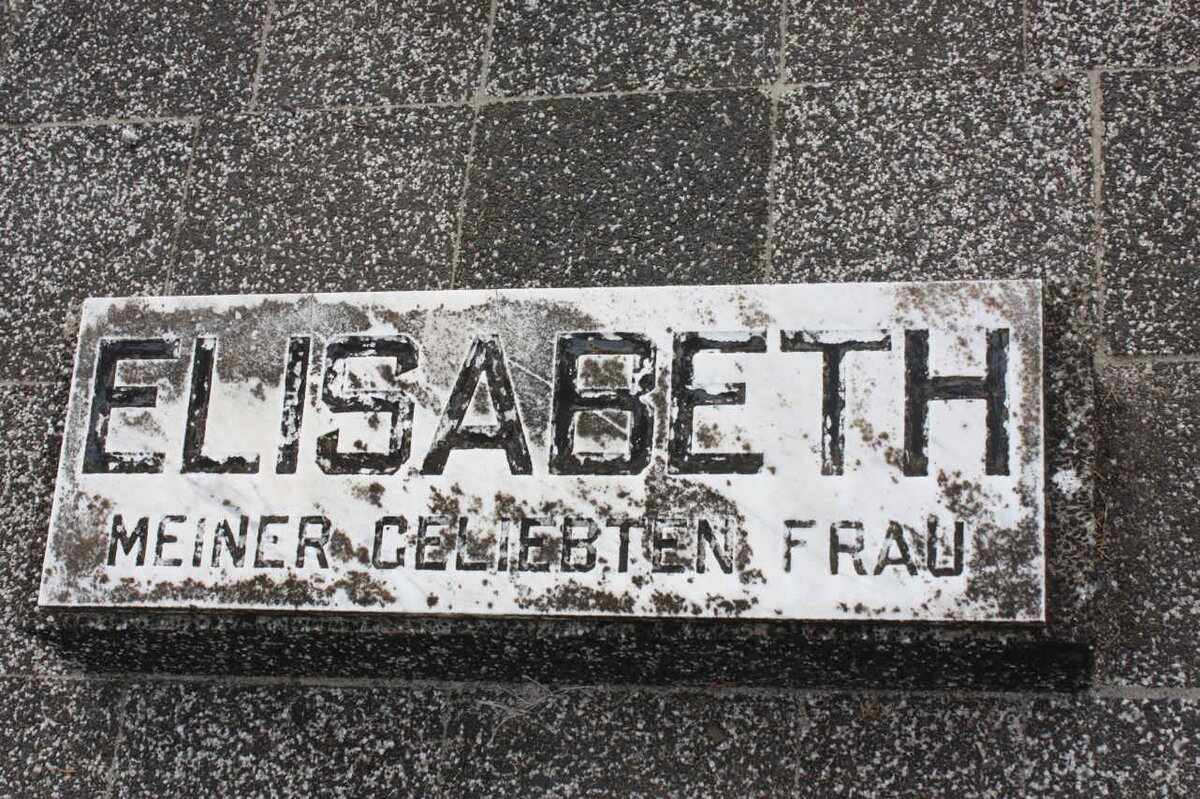 ELISABETH
MEINER GELIEBTEN FRAU